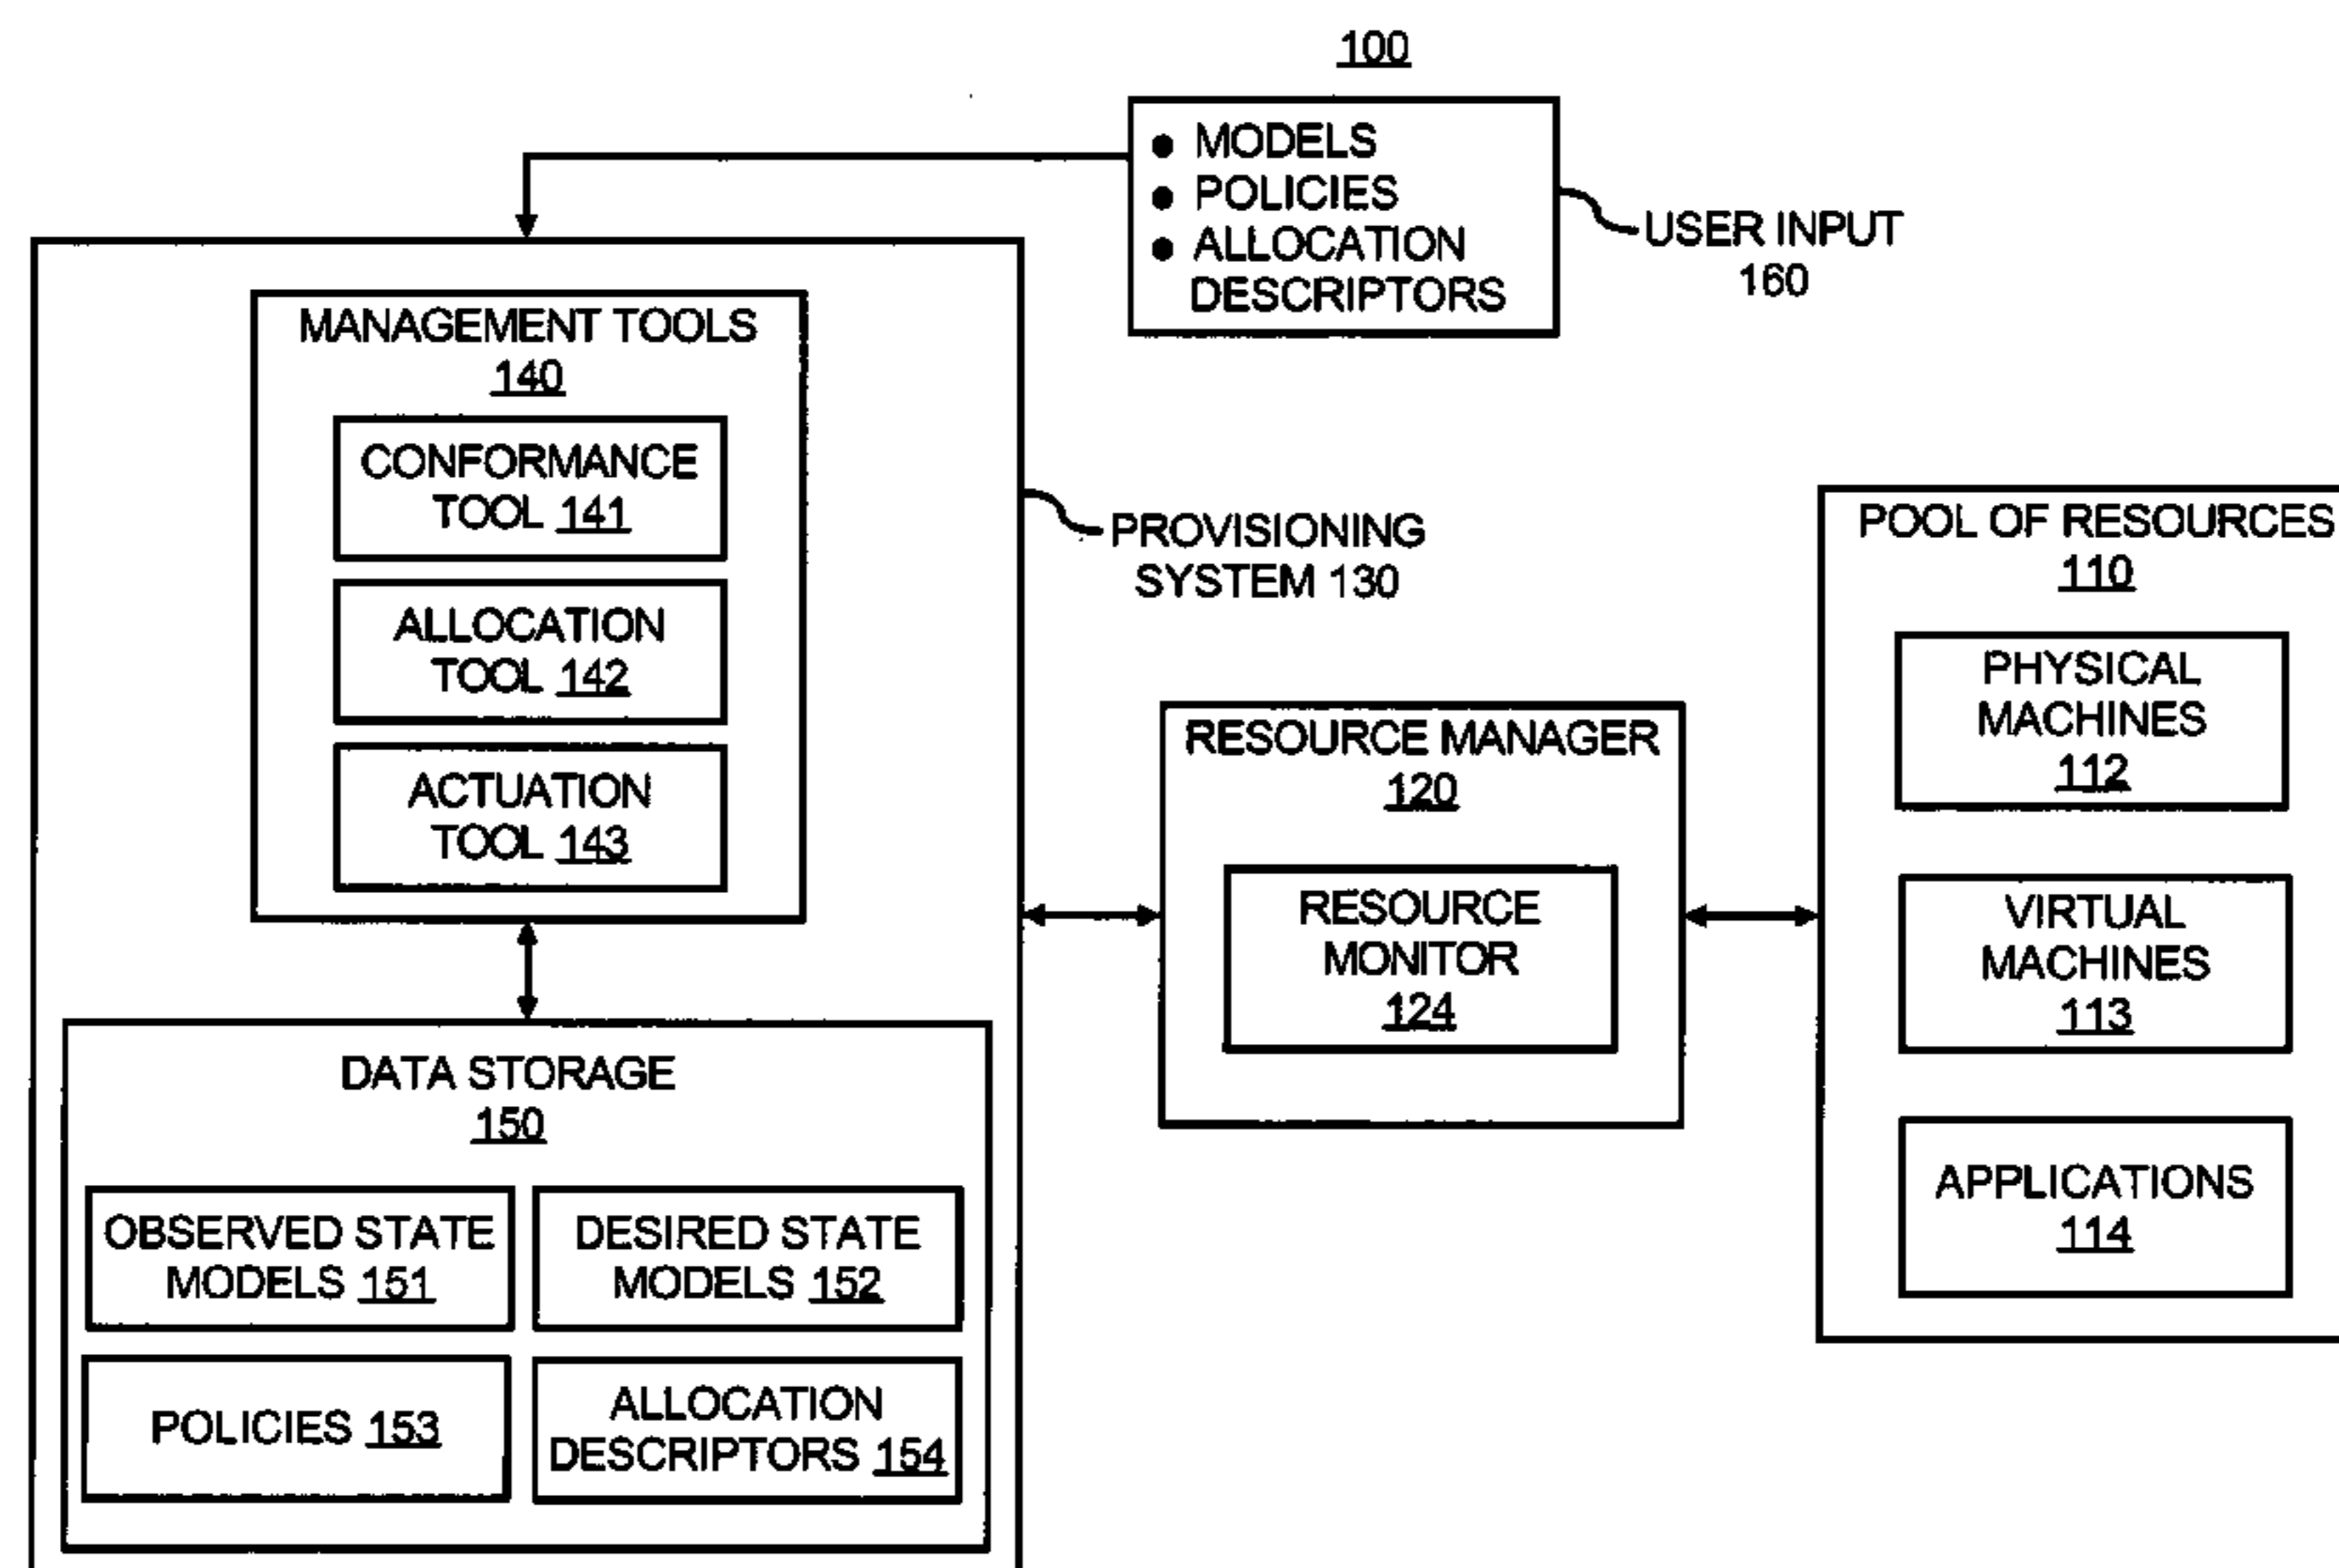 100
● MODELS
● POLICIES
● ALLOCATION
DESCRIPTORS
USER INPUT
160
MANAGEMENT TOOLS
140
CONFORMANCE
TOOL 141
ALLOCATION
TOOL 142
ACTUATION
TOOL 143
PROVISIONING
SYSTEM 130
DATA STORAGE
150
OBSERVED STATE
MODELS 151
DESIRED STATE
MODELS 152
POLICIES 153
ALLOCATION
DESCRIPTORS 154
RESOURCE MANAGER
120
RESOURCE
MONITOR
124
POOL OF RESOURCES
110
PHYSICAL
MACHINES
112
VIRTUAL
MACHINES
113
APPLICATIONS
114